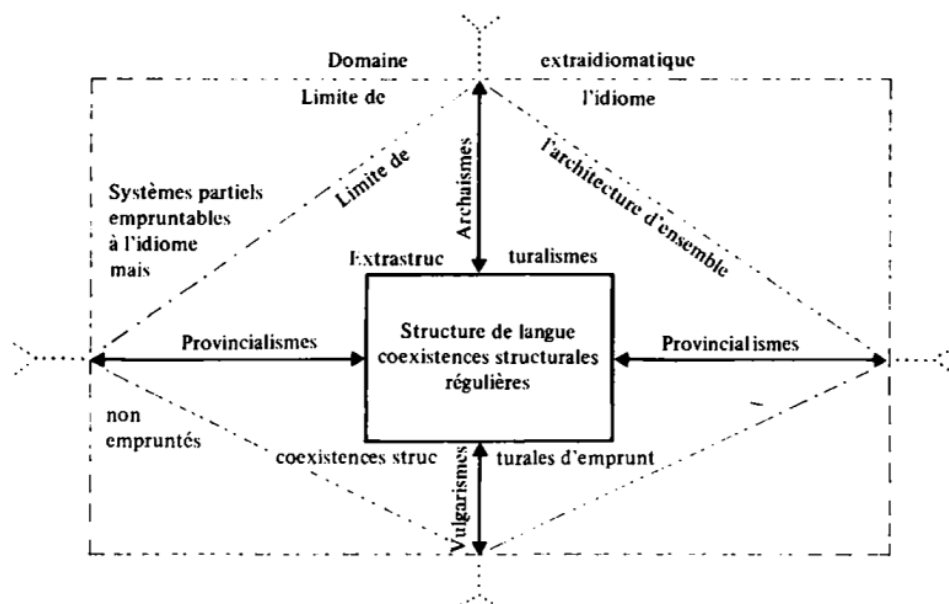 Domaine extraidiomatique
Limite de l'idiome
Limite de
l'architecture d'ensemble
Systèmes partiels
empruntables
à l'idiome
mais
Archaïsmes
Extrastruc turalismes
Provincialismes
Structure de langue
coexistences structurales
régulières
Provincialismes
non
empruntés
coexistences struc turales d'emprunt
Vulgarismes